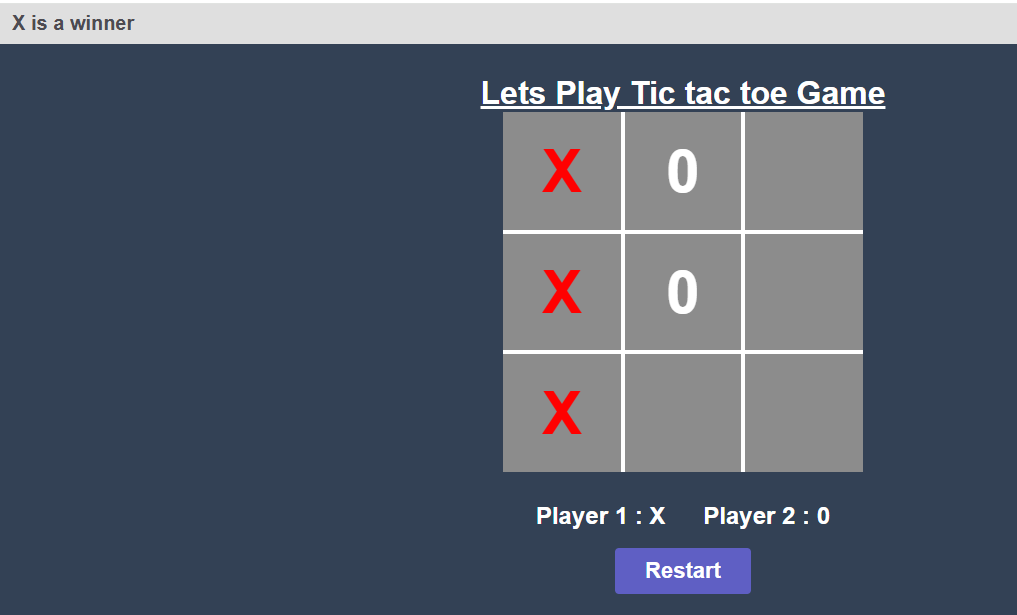 X is a winner
Lets Play Tic tac toe Game
X 0
X 0
X
Player 1 : X Player 2 : 0
Restart